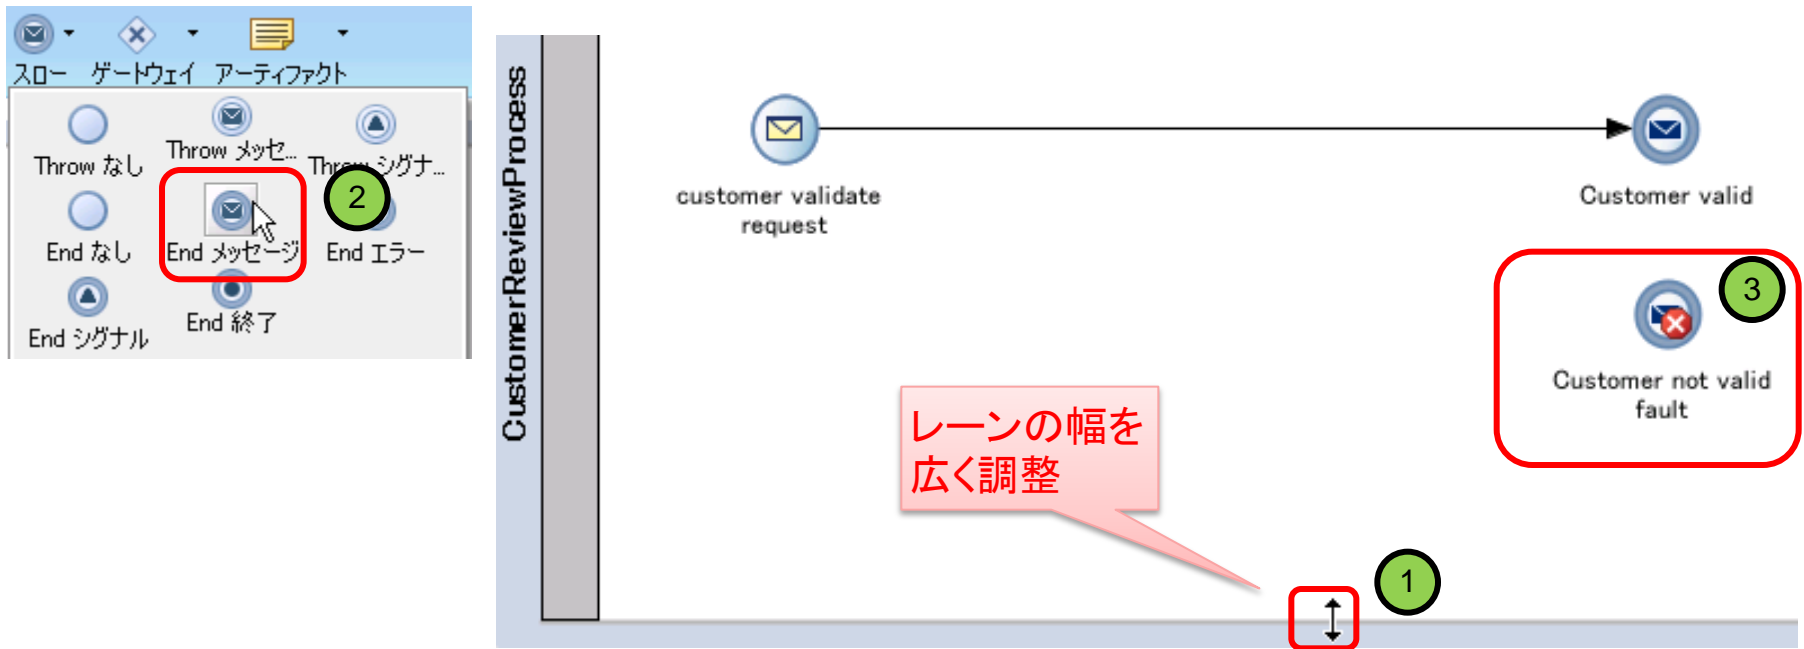 スロー ゲートウェイ アーティファクト
Throw なし Throw メッセ... Throw シグナ...
End なし End メッセージ End エラー
End シグナル End 終了
2
CustomerReviewProcess
customer validate
request
Customer valid
3
Customer not valid
fault
レーンの幅を
広く調整
1